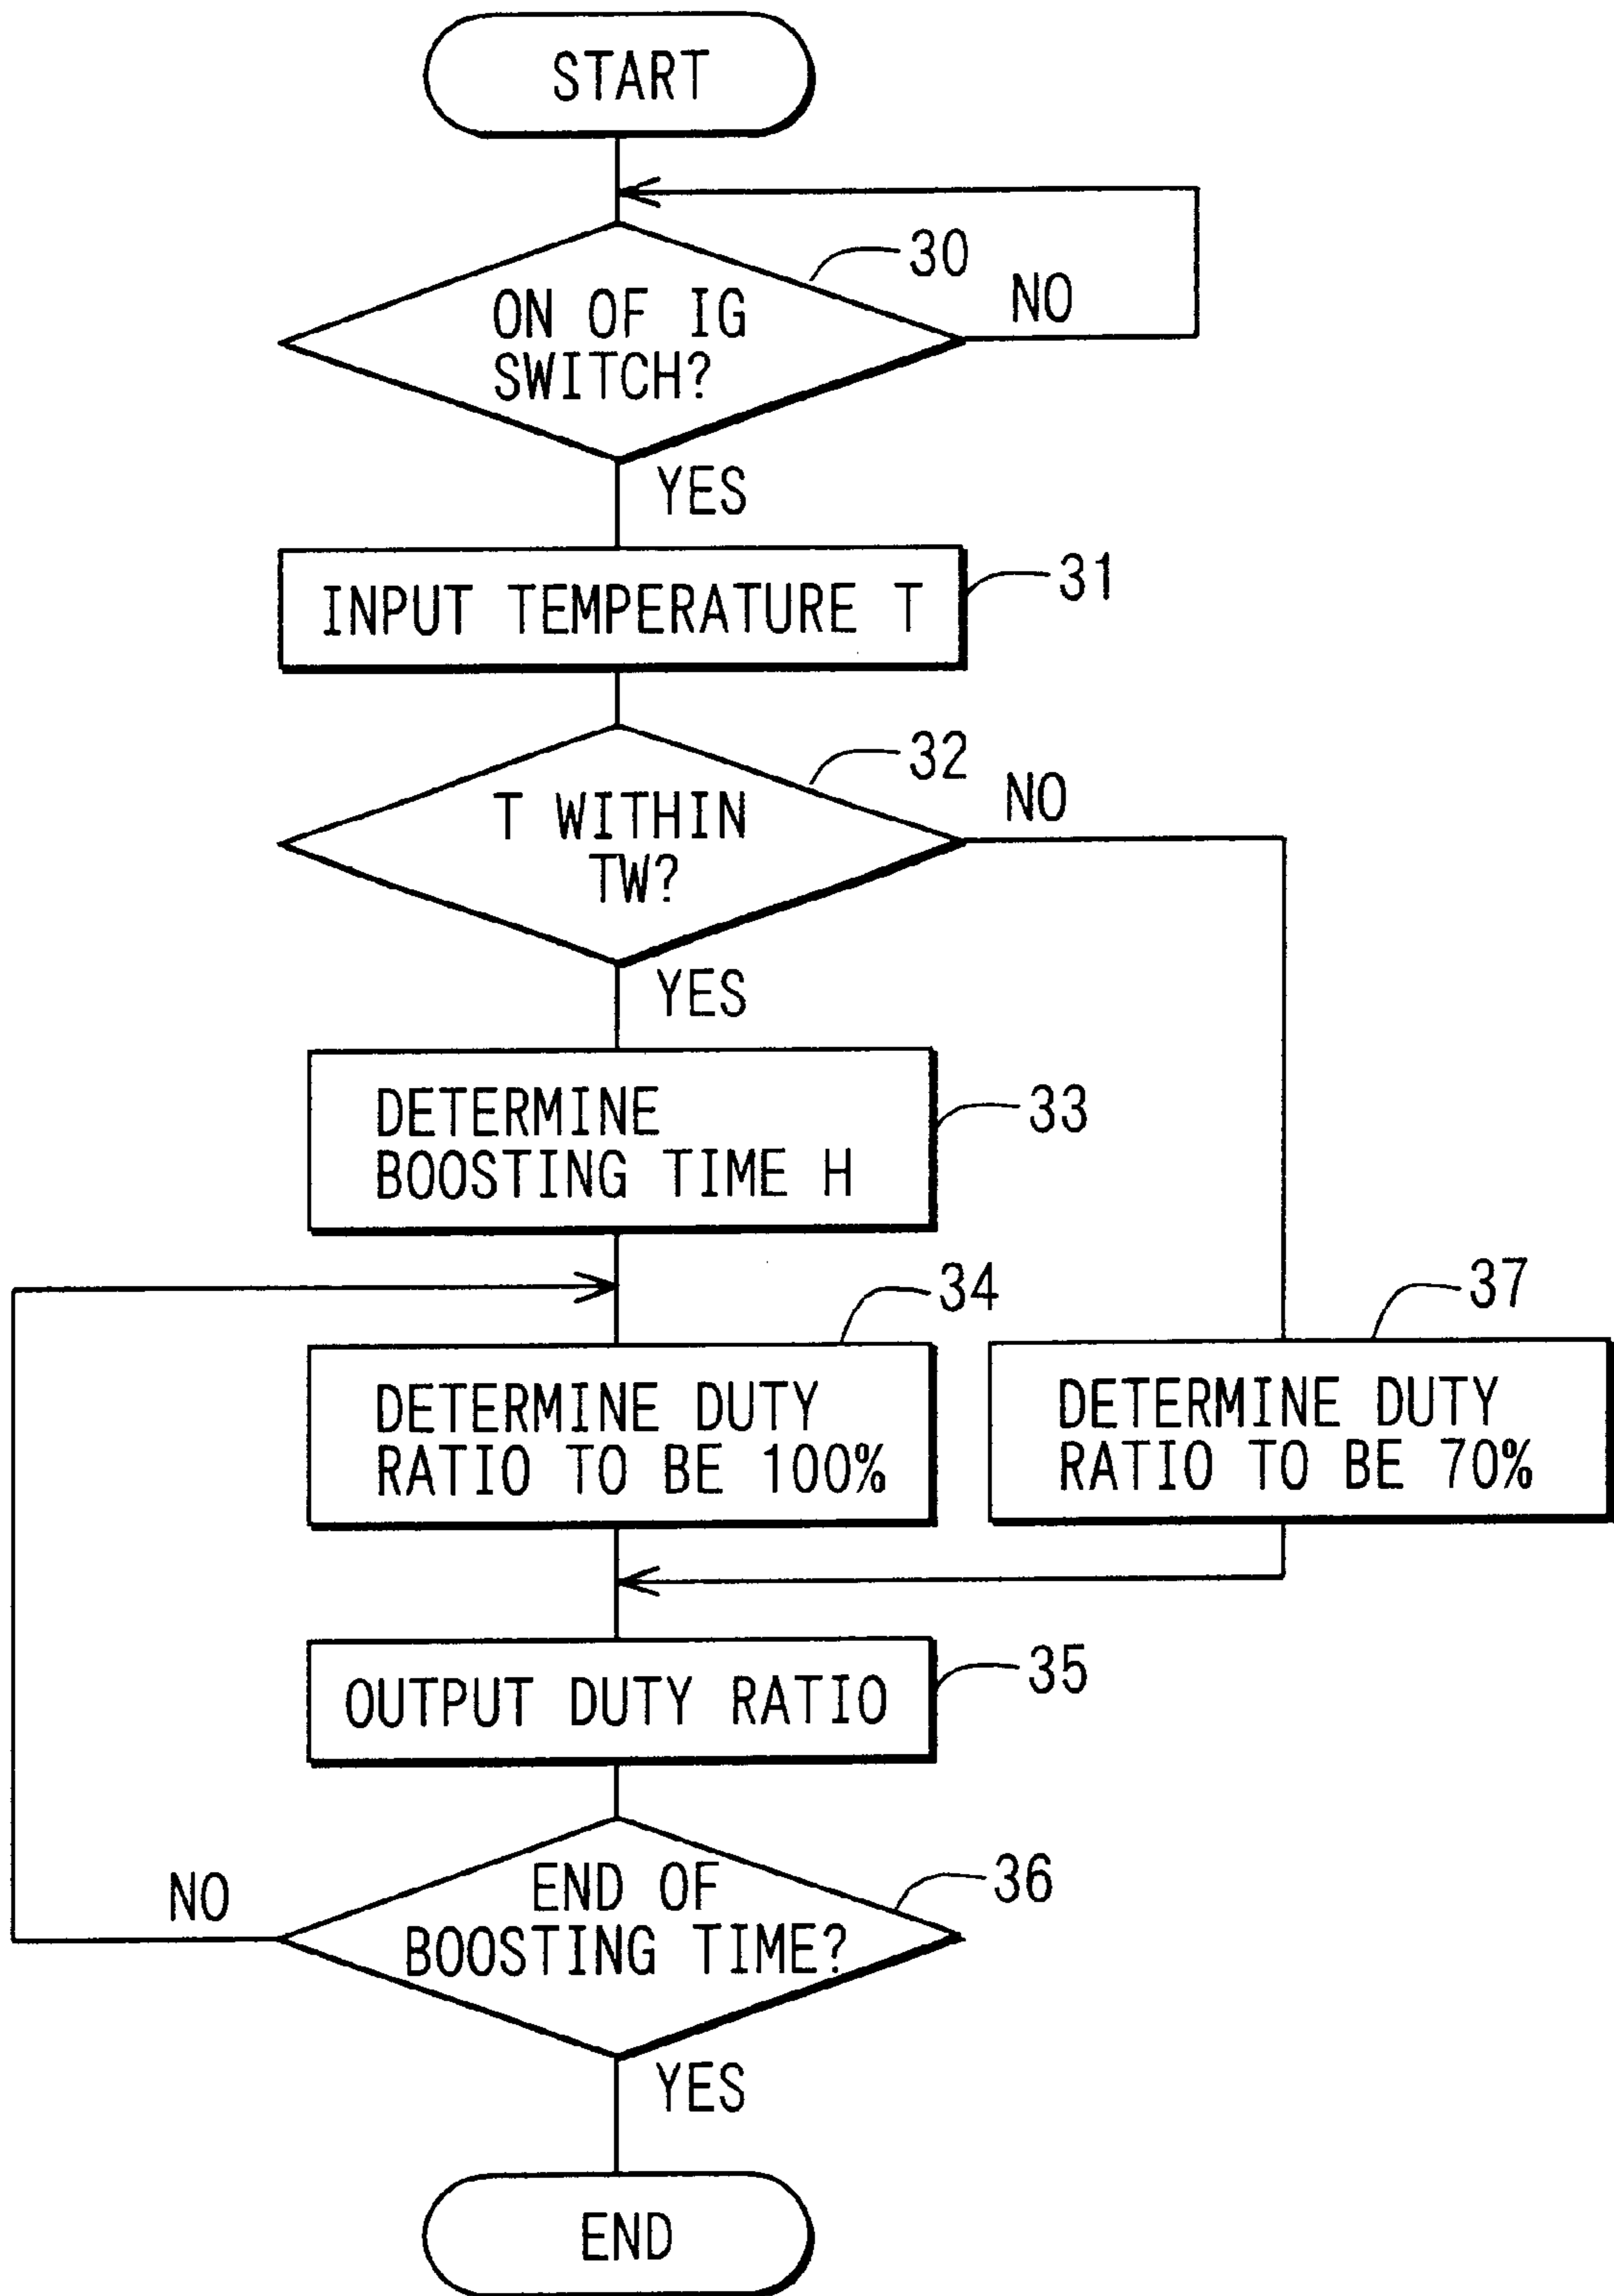 START
30
NO
ON OF IG
SWITCH?
YES
INPUT TEMPERATURE T
31
32
NO
T WITHIN
TW?
YES
DETERMINE
BOOSTING TIME H
33
34
37
DETERMINE DUTY
RATIO TO BE 100%
DETERMINE DUTY
RATIO TO BE 70%
OUTPUT DUTY RATIO
35
NO
END OF
BOOSTING TIME?
36
YES
END